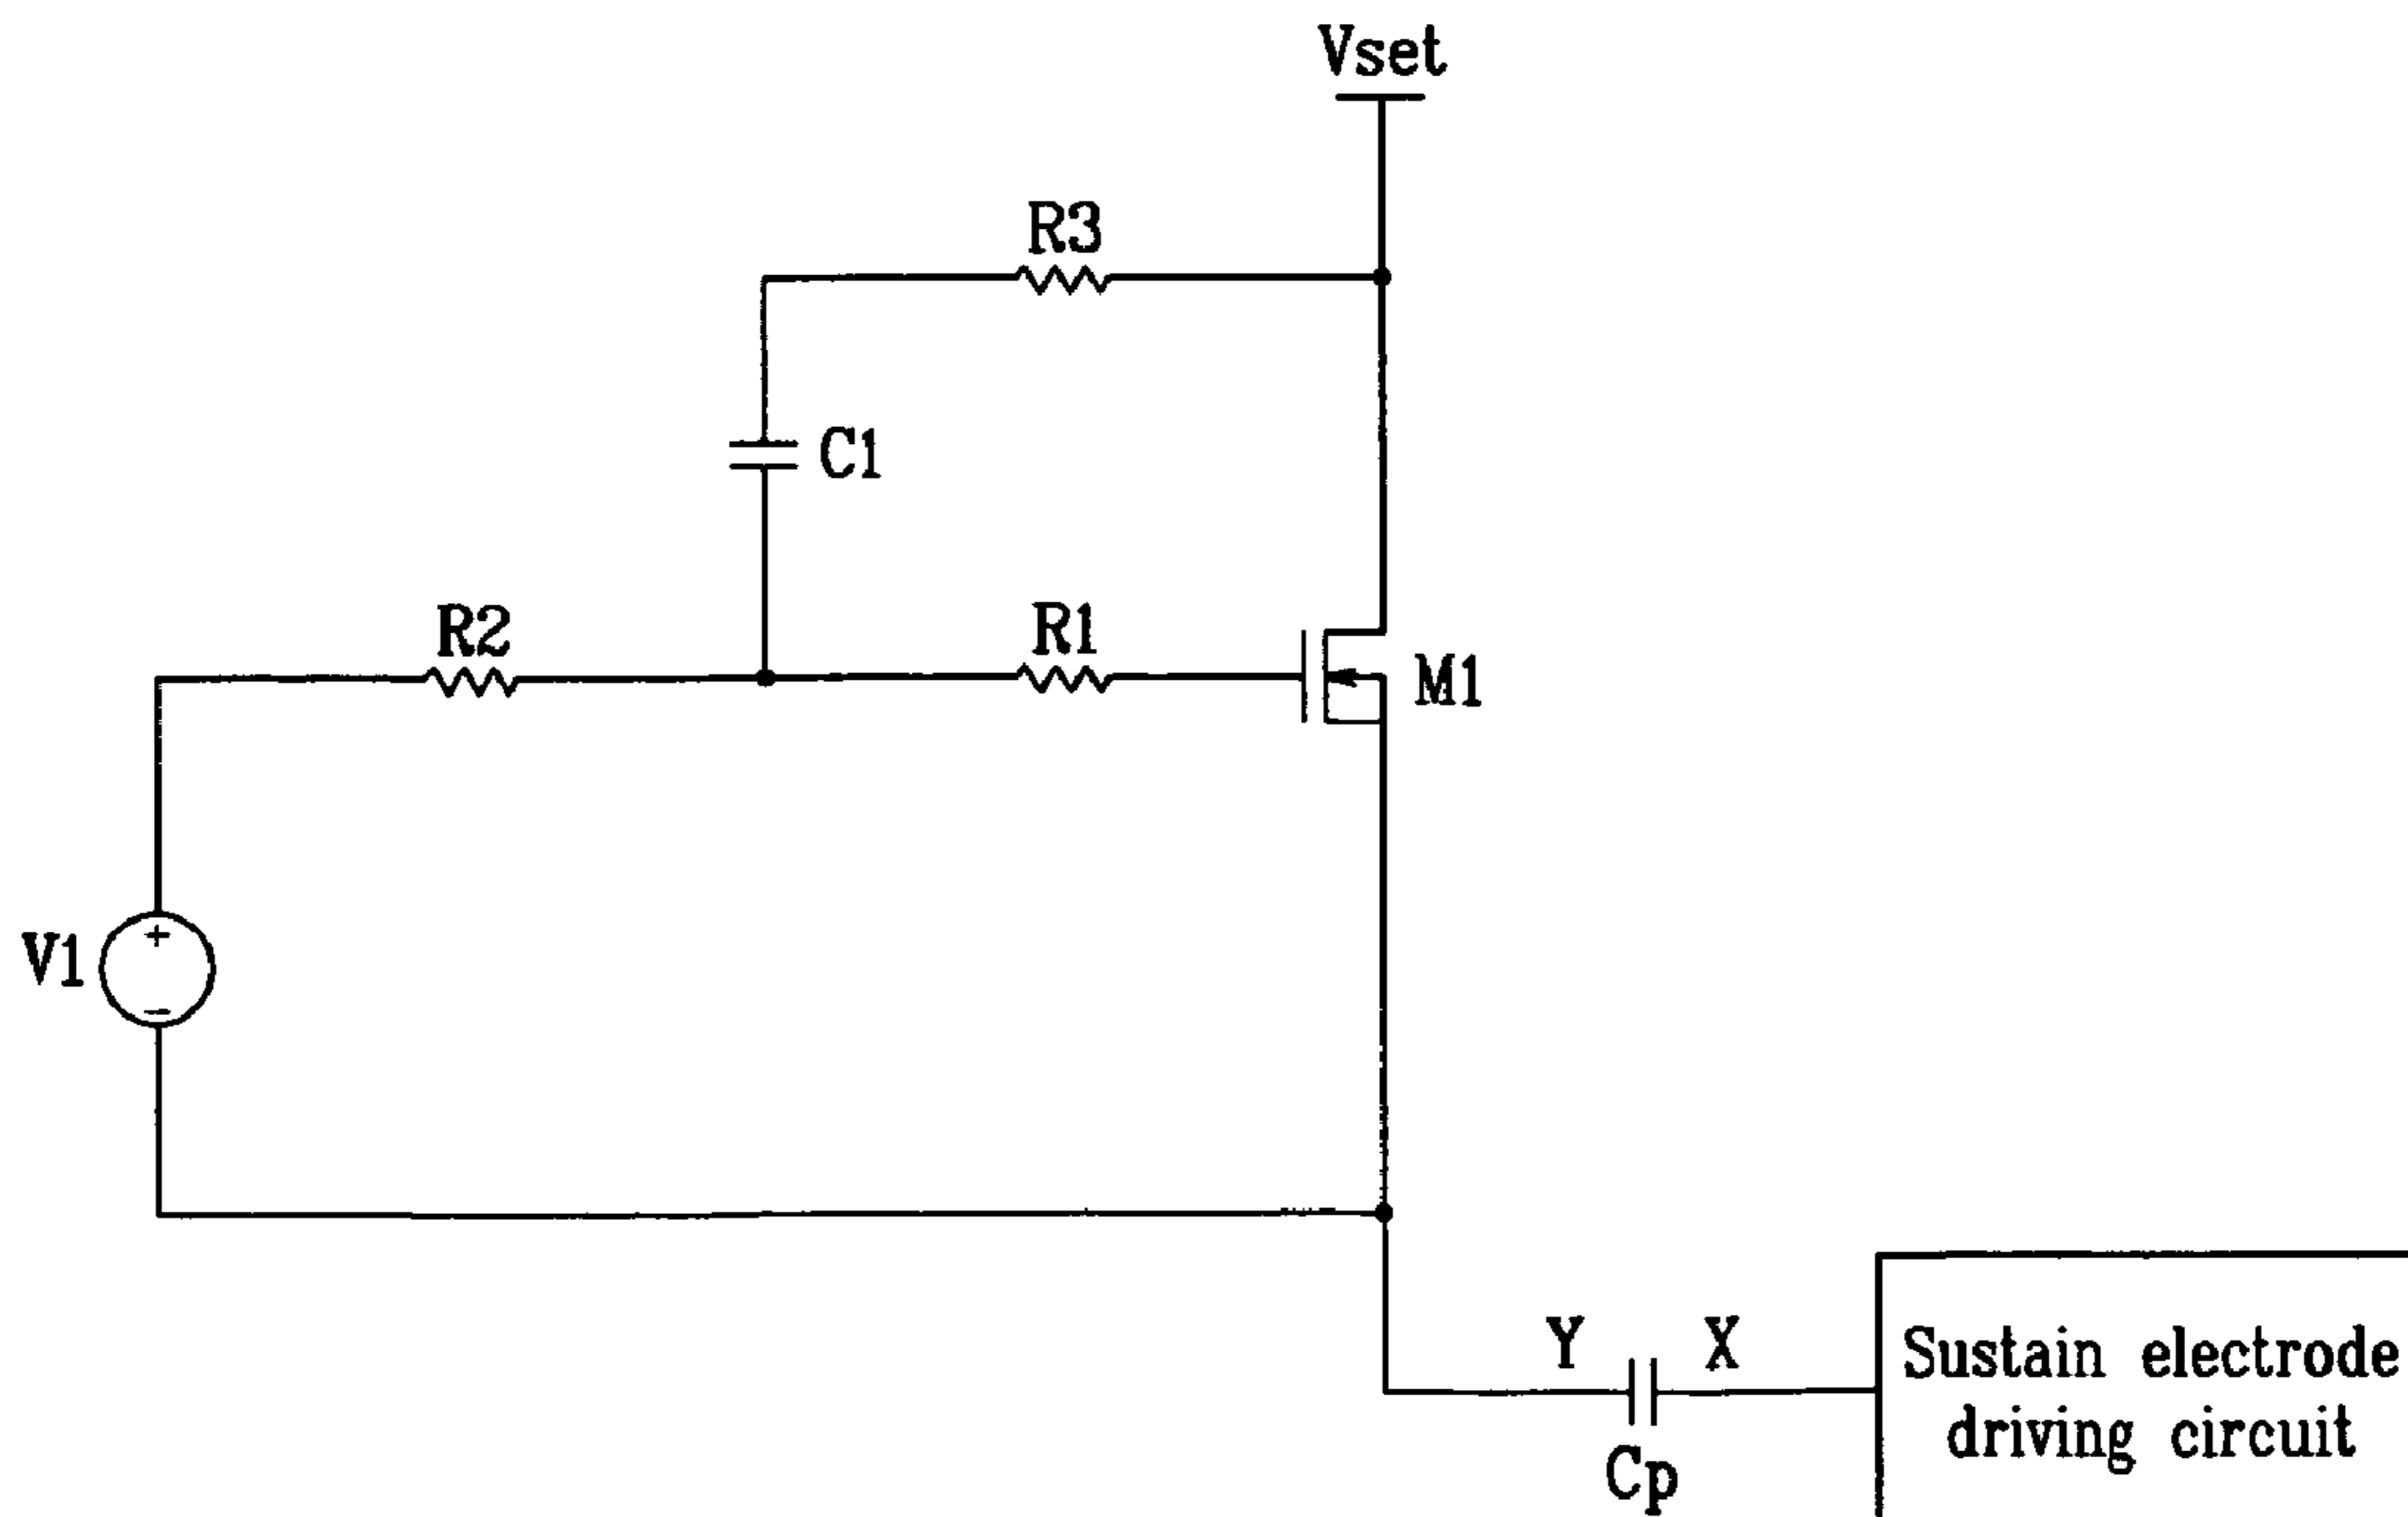 Vset
R3
C1
R2
R1
M1
V1
+
−
Y
X
Cp
Sustain electrode
driving circuit